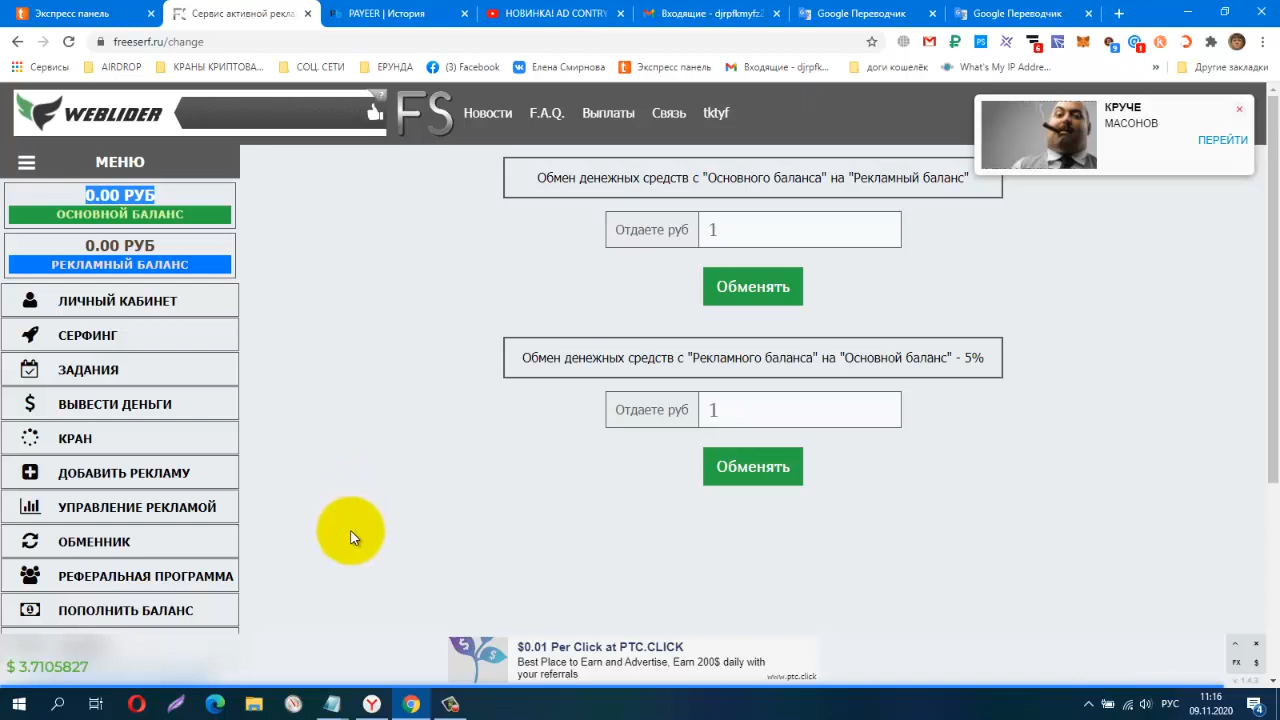 Экспресс панель
Сервис активной рекла
PAYEER | История
НОВИНКА! AD CONTRY
Входящие - djrpfkmyfz.
Google Переводчик
Google Переводчик
freeserf.ru/change
Сервисы
AIRDROP
КРАНЫ КРИПТОВА...
СОЦ. СЕТИ
ЕРУНДА
(3) Facebook
Елена Смирнова
Экспресс панель
Входящие - djrpfk...
доги кошелёк
What's My IP Addre...
»
Другие закладки
WEBLIDER
FS
Новости
F.A.Q.
Выплаты
Связь
tktyf
КРУЧЕ
МАСОНОВ
ПЕРЕЙТИ
МЕНЮ
0.00 РУБ
ОСНОВНОЙ БАЛАНС
0.00 РУБ
РЕКЛАМНЫЙ БАЛАНС
ЛИЧНЫЙ КАБИНЕТ
СЕРФИНГ
ЗАДАНИЯ
ВЫВЕСТИ ДЕНЬГИ
КРАН
ДОБАВИТЬ РЕКЛАМУ
УПРАВЛЕНИЕ РЕКЛАМОЙ
ОБМЕННИК
РЕФЕРАЛЬНАЯ ПРОГРАММА
ПОПОЛНИТЬ БАЛАНС
Обмен денежных средств с "Основного баланса" на "Рекламный баланс"
Отдаете руб 1
Обменять
Обмен денежных средств с "Рекламного баланса" на "Основной баланс" - 5%
Отдаете руб 1
Обменять
$ 3.7105827
$0.01 Per Click at PTC.CLICK
Best Place to Earn and Advertise, Earn 200$ daily with
your referrals
www.ptc.click
FX $
v: 1.4.3
РУС
11:16
09.11.2020